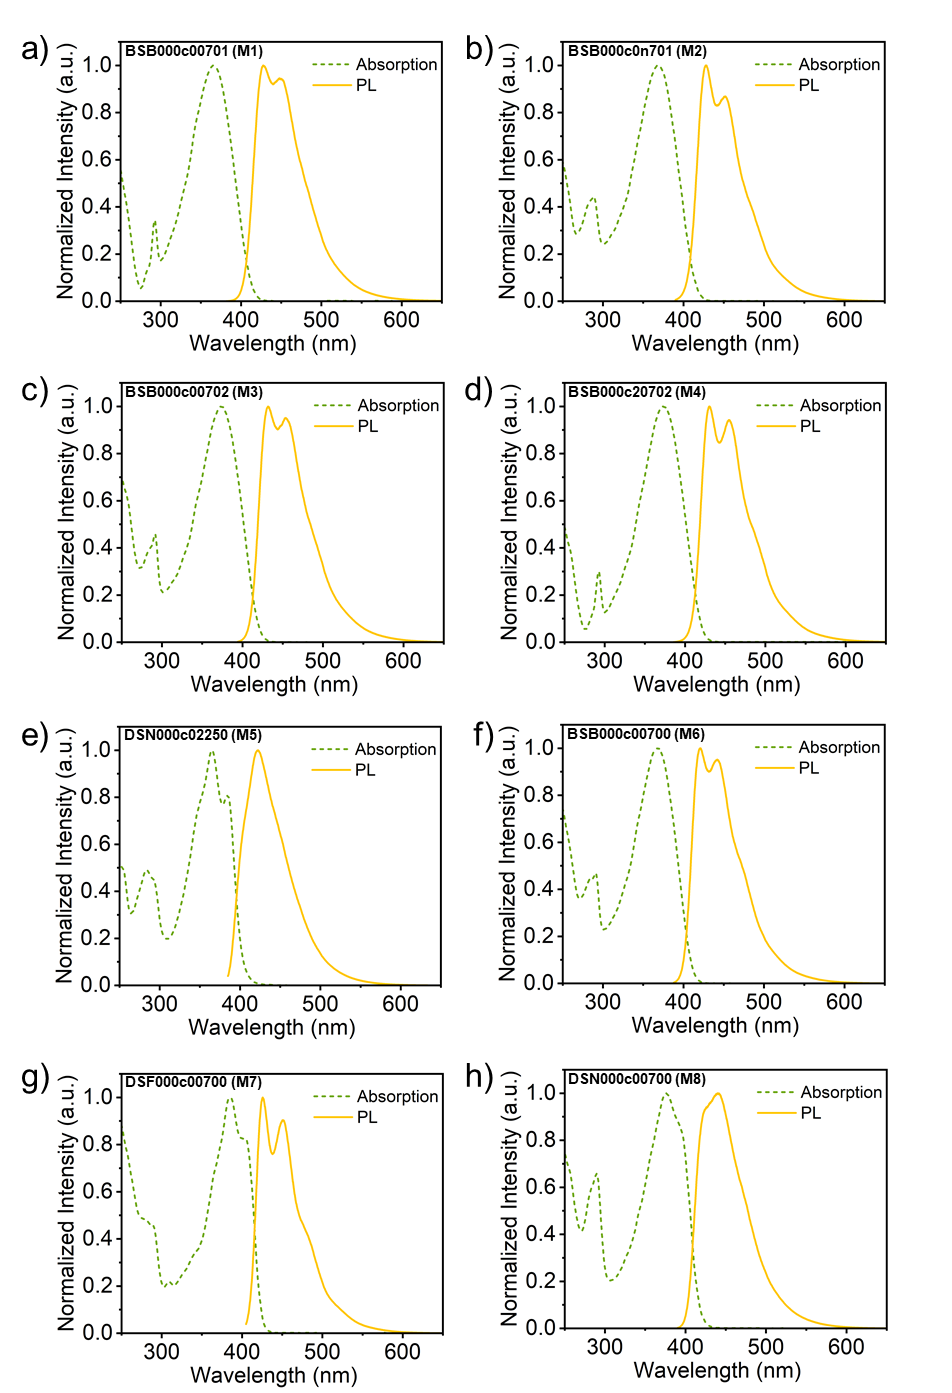 a)
BSB000c00701 (M1)
Absorption
PL
Normalized Intensity (a.u.)
1.0
0.8
0.6
0.4
0.2
0.0
300 400 500 600
Wavelength (nm)
b)
BSB000c0n701 (M2)
Absorption
PL
Normalized Intensity (a.u.)
1.0
0.8
0.6
0.4
0.2
0.0
300 400 500 600
Wavelength (nm)
c)
BSB000c00702 (M3)
Absorption
PL
Normalized Intensity (a.u.)
1.0
0.8
0.6
0.4
0.2
0.0
300 400 500 600
Wavelength (nm)
d)
BSB000c20702 (M4)
Absorption
PL
Normalized Intensity (a.u.)
1.0
0.8
0.6
0.4
0.2
0.0
300 400 500 600
Wavelength (nm)
e)
DSN000c02250 (M5)
Absorption
PL
Normalized Intensity (a.u.)
1.0
0.8
0.6
0.4
0.2
0.0
300 400 500 600
Wavelength (nm)
f)
BSB000c00700 (M6)
Absorption
PL
Normalized Intensity (a.u.)
1.0
0.8
0.6
0.4
0.2
0.0
300 400 500 600
Wavelength (nm)
g)
DSF000c00700 (M7)
Absorption
PL
Normalized Intensity (a.u.)
1.0
0.8
0.6
0.4
0.2
0.0
300 400 500 600
Wavelength (nm)
h)
DSN000c00700 (M8)
Absorption
PL
Normalized Intensity (a.u.)
1.0
0.8
0.6
0.4
0.2
0.0
300 400 500 600
Wavelength (nm)